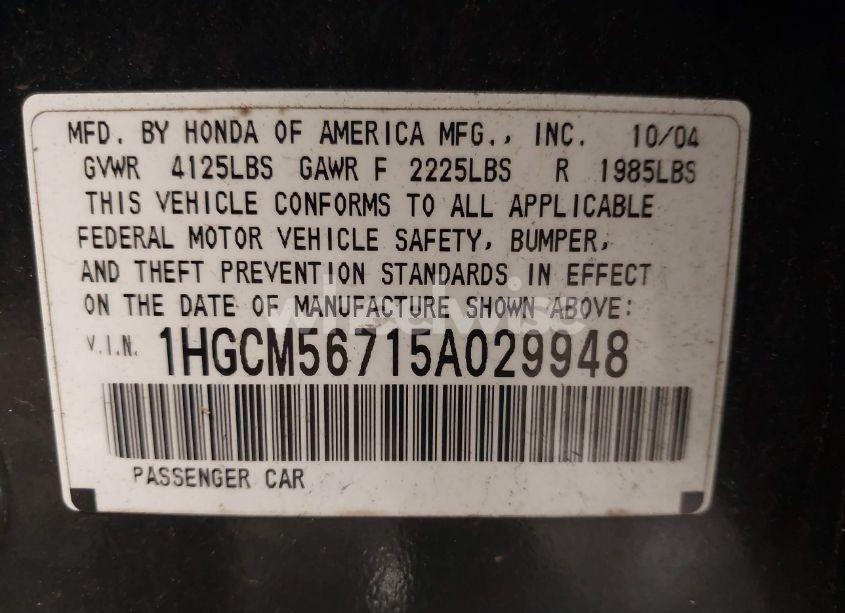 MFD. BY HONDA OF AMERICA MFG., INC. 10/04
GVWR 4125LBS GAWR F 2225LBS R 1985LBS
THIS VEHICLE CONFORMS TO ALL APPLICABLE
FEDERAL MOTOR VEHICLE SAFETY, BUMPER,
AND THEFT PREVENTION STANDARDS IN EFFECT
ON THE DATE OF MANUFACTURE SHOWN ABOVE:
V.I.N. 1HGCM56715A029948
PASSENGER CAR